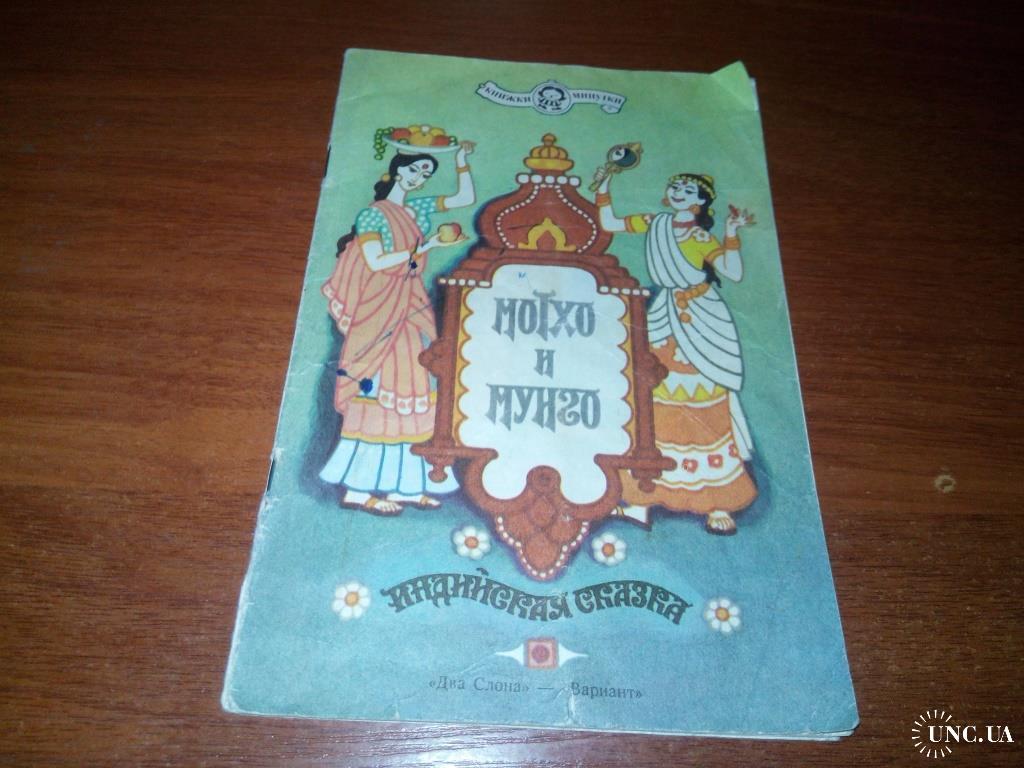 КНИЖКИ МИНУТКИ
МОТХО
И
МУНГО
ИНДИЙСКАЯ СКАЗКА
«Два Слона» — Вариант»
UNC.UA